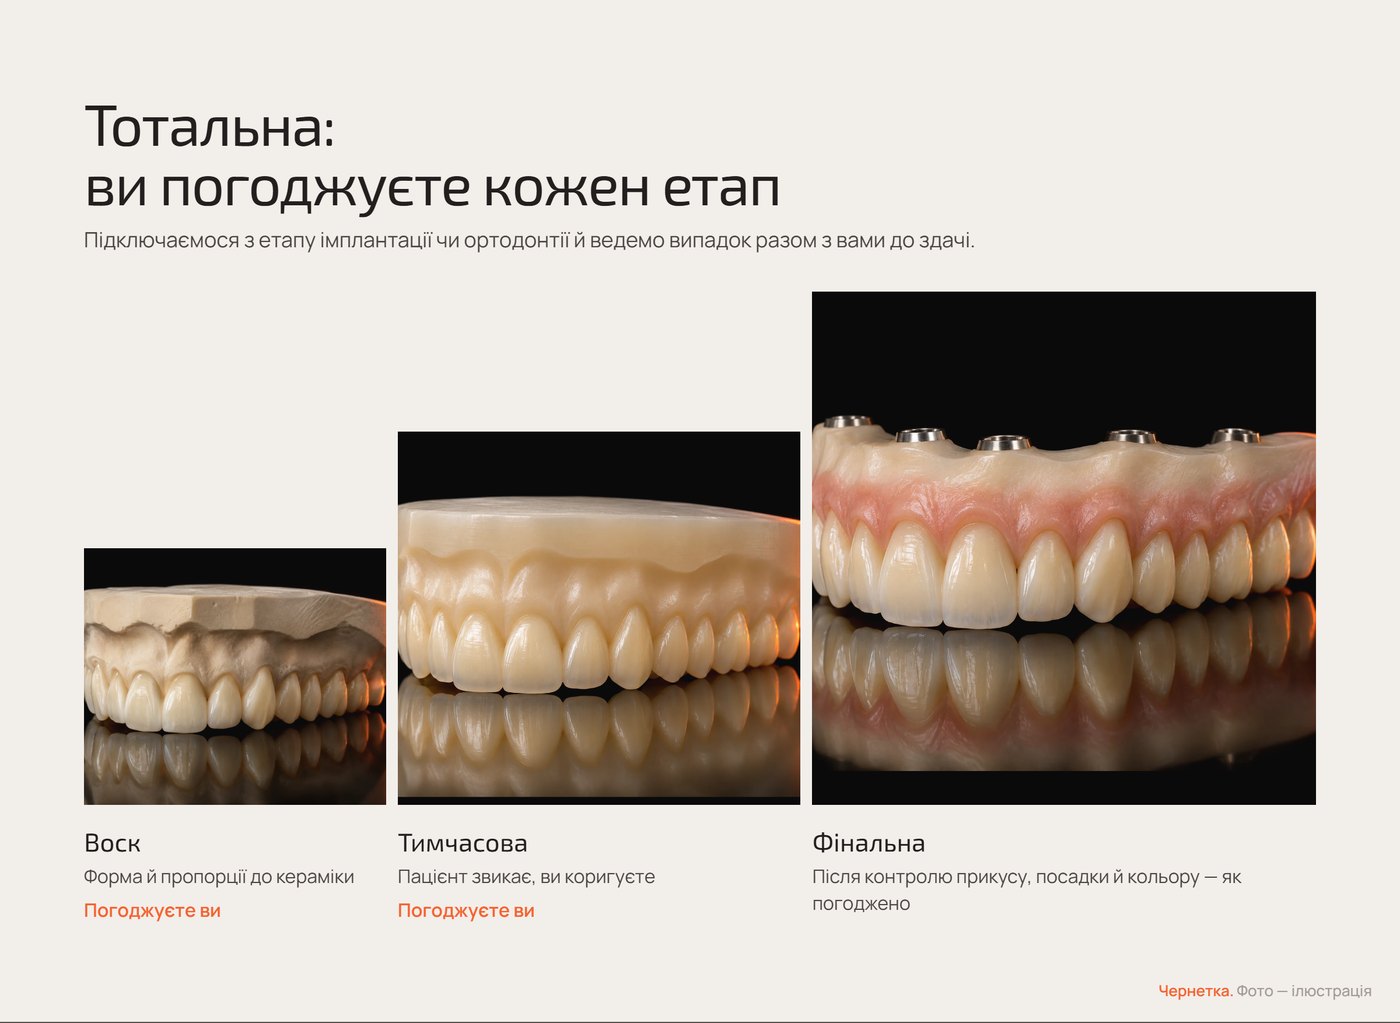 Тотальна:
ви погоджуєте кожен етап
Підключаємося з етапу імплантації чи ортодонтії й ведемо випадок разом з вами до здачі.
Воск
Форма й пропорції до кераміки
Погоджуєте ви
Тимчасова
Пацієнт звикає, ви коригуєте
Погоджуєте ви
Фінальна
Після контролю прикусу, посадки й кольору — як
погоджено
Чернетка. Фото — ілюстрація